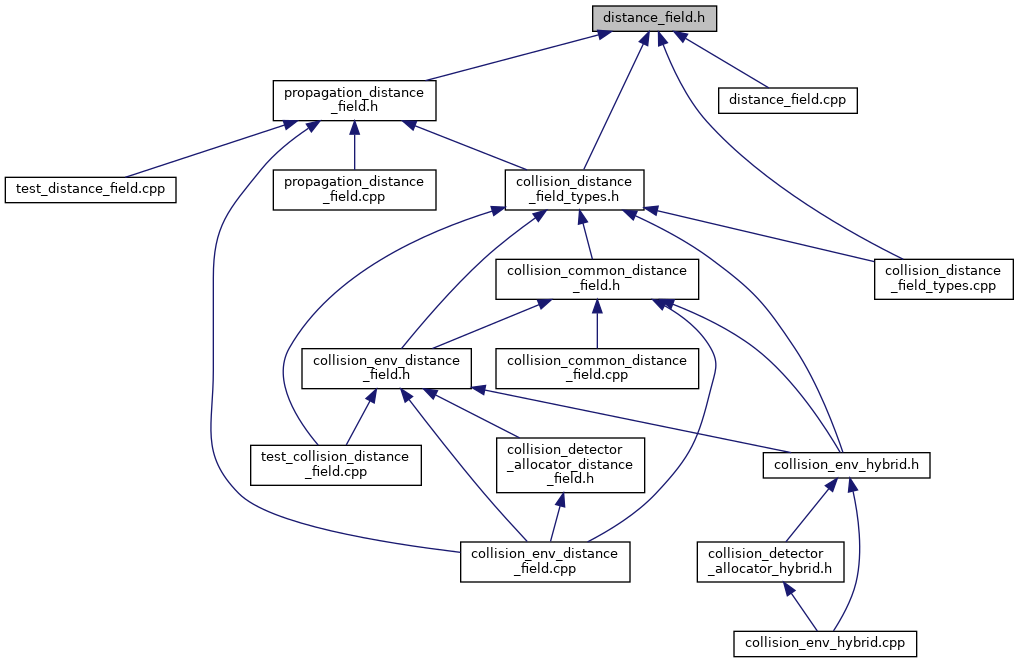 distance_field.h
propagation_distance
_field.h
distance_field.cpp
test_distance_field.cpp
propagation_distance
_field.cpp
collision_distance
_field_types.h
collision_common_distance
_field.h
collision_distance
_field_types.cpp
collision_env_distance
_field.h
collision_common_distance
_field.cpp
test_collision_distance
_field.cpp
collision_detector
_allocator_distance
_field.h
collision_env_hybrid.h
collision_env_distance
_field.cpp
collision_detector
_allocator_hybrid.h
collision_env_hybrid.cpp